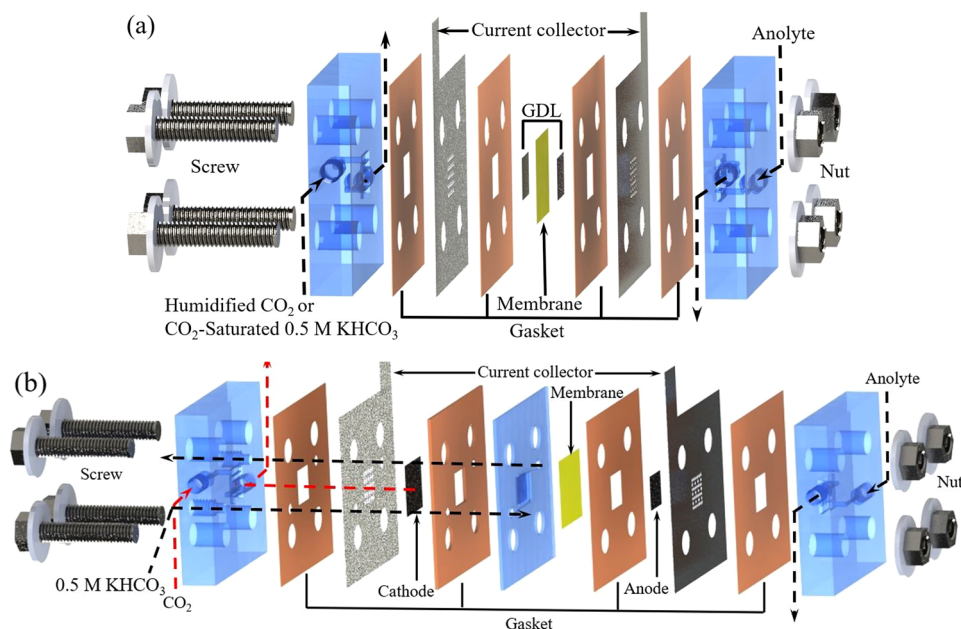 (a)
Current collector
Anolyte
GDL
Screw
Nut
Humidified CO₂ or
CO₂-Saturated 0.5 M KHCO₃
Membrane
Gasket
(b)
Current collector
Anolyte
Membrane
Screw
Nut
0.5 M KHCO₃
CO₂
Cathode
Anode
Gasket